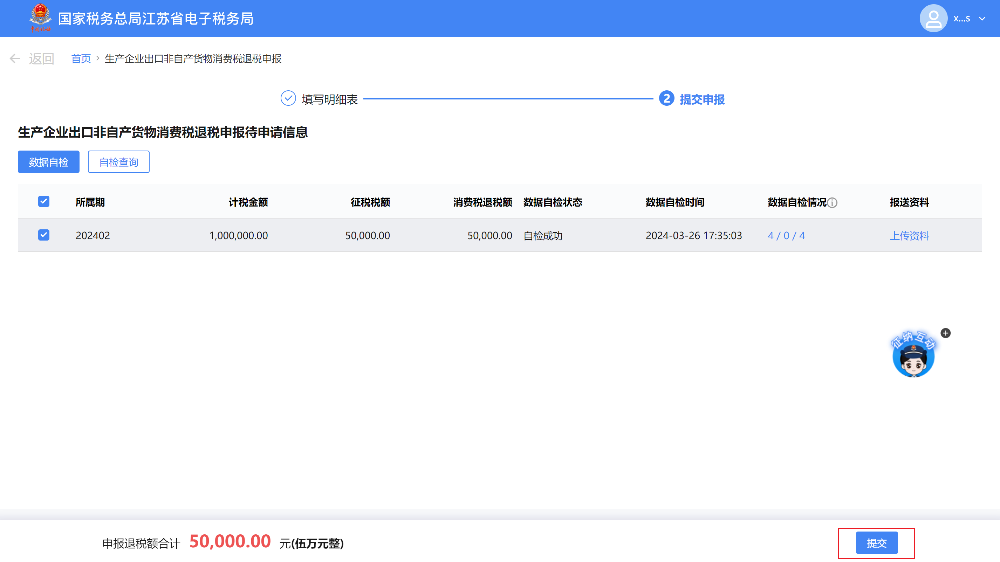 中国税务
国家税务总局江苏省电子税务局
x...s
返回 首页 > 生产企业出口非自产货物消费税退税申报
填写明细表 2 提交申报
生产企业出口非自产货物消费税退税申报待申请信息
数据自检 自检查询
所属期 计税金额 征税税额 消费税退税额 数据自检状态 数据自检时间 数据自检情况 报送资料
202402 1,000,000.00 50,000.00 50,000.00 自检成功 2024-03-26 17:35:03 4 / 0 / 4 上传资料
征纳互动
申报退税额合计 50,000.00 元(伍万元整)
提交